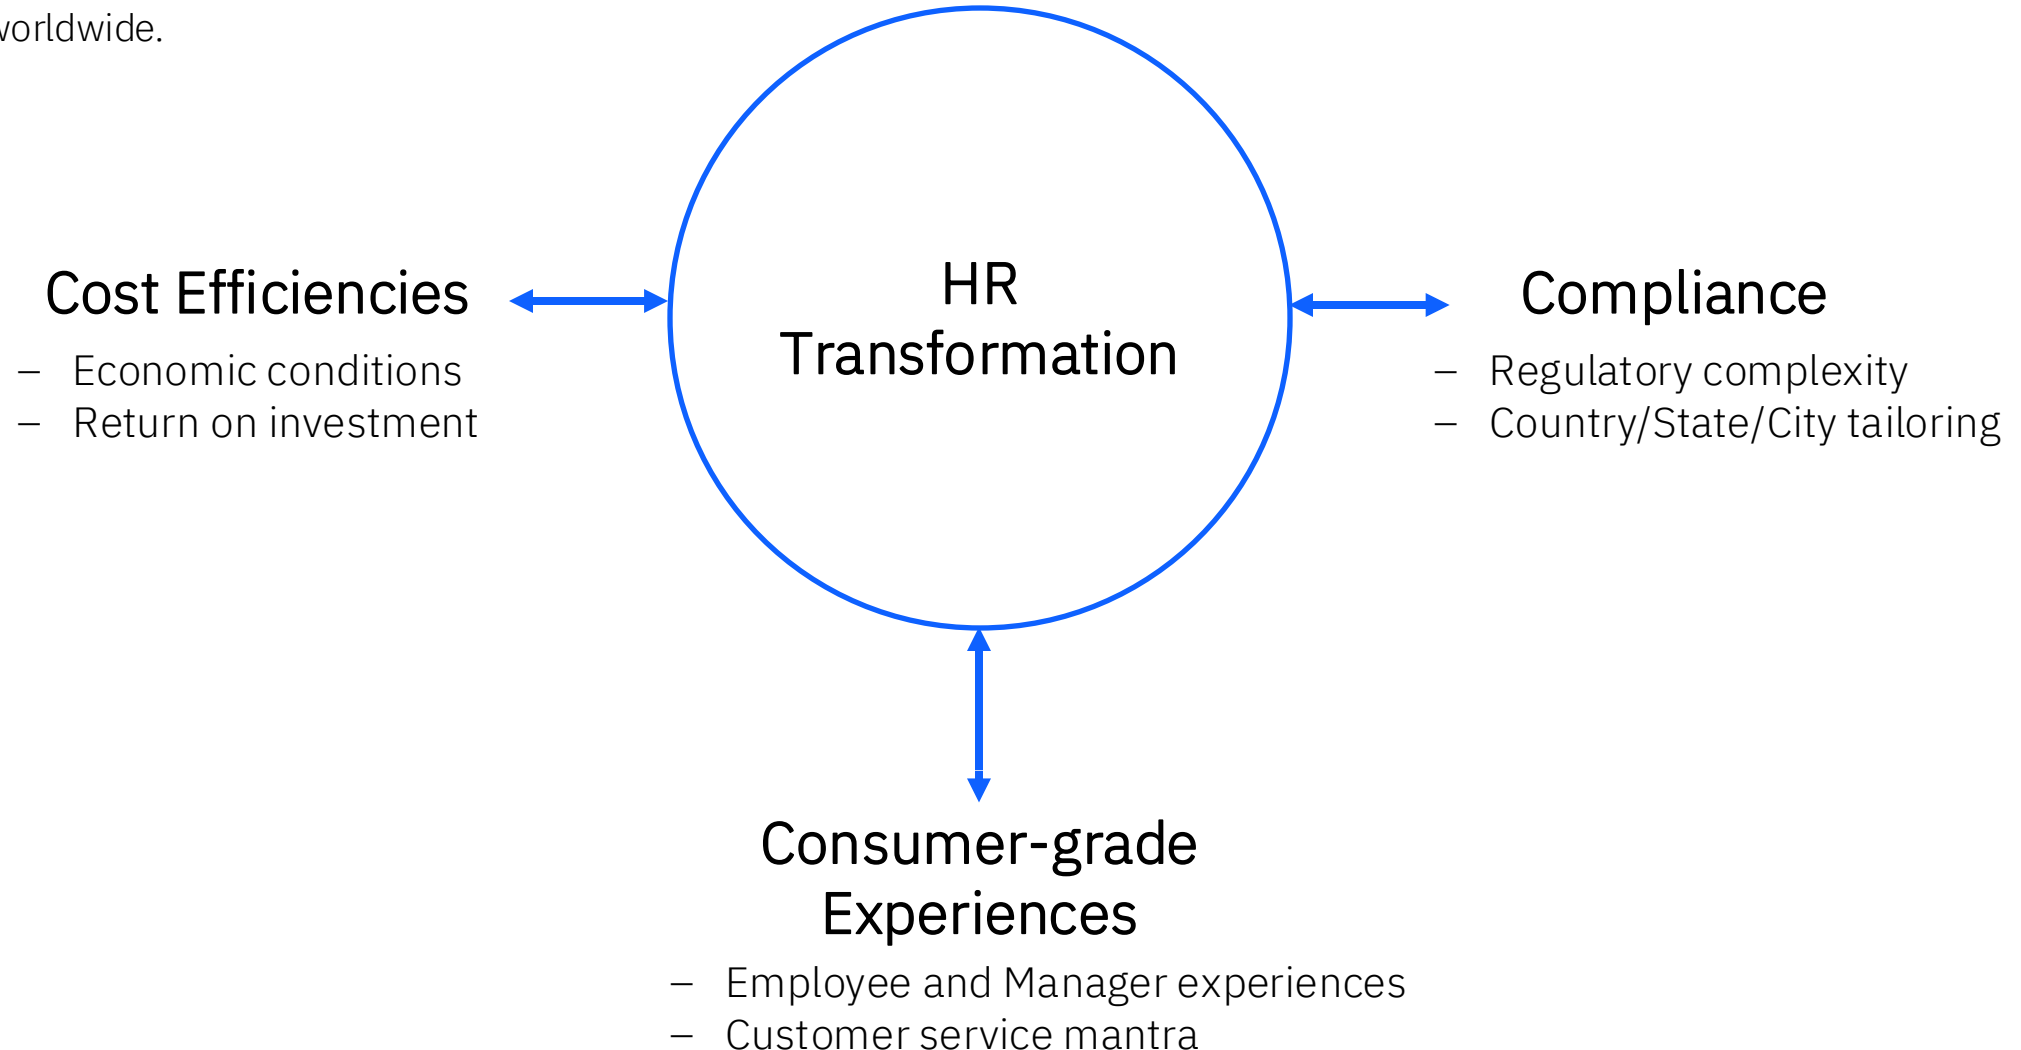 worldwide.
HR
Transformation
Cost Efficiencies
– Economic conditions
– Return on investment
Compliance
– Regulatory complexity
– Country/State/City tailoring
Consumer-grade
Experiences
– Employee and Manager experiences
– Customer service mantra